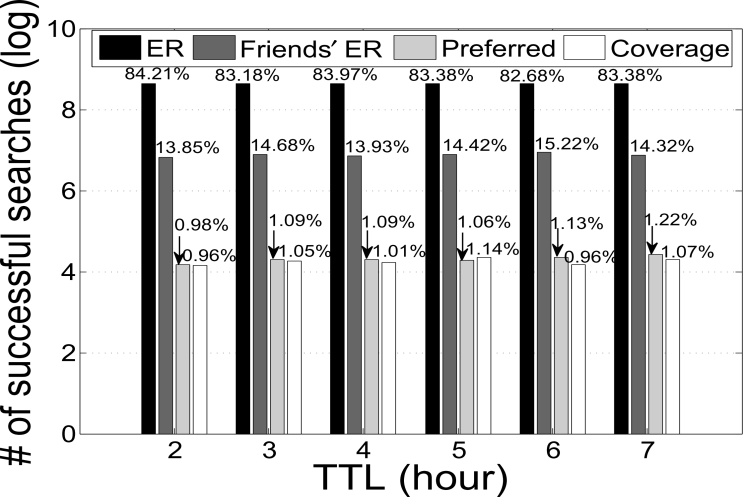 # of successful searches (log)
10
8
6
4
2
0
ER Friends′ ER Preferred Coverage
84.21% 83.18% 83.97% 83.38% 82.68% 83.38%
13.85% 14.68% 13.93% 14.42% 15.22% 14.32%
0.98% 1.09% 1.09% 1.06% 1.13% 1.22%
0.96% 1.05% 1.01% 1.14% 0.96% 1.07%
2 3 4 5 6 7
TTL (hour)